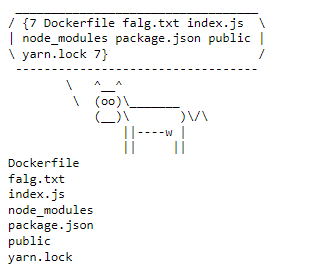 __________________________________
/ {7 Dockerfile falg.txt index.js  \
| node_modules package.json public |
\ yarn.lock 7}                     /
 ----------------------------------
        \   ^__^
         \  (oo)\_______
            (__)\       )\/\
                ||----w |
                ||     ||
Dockerfile
falg.txt
index.js
node_modules
package.json
public
yarn.lock